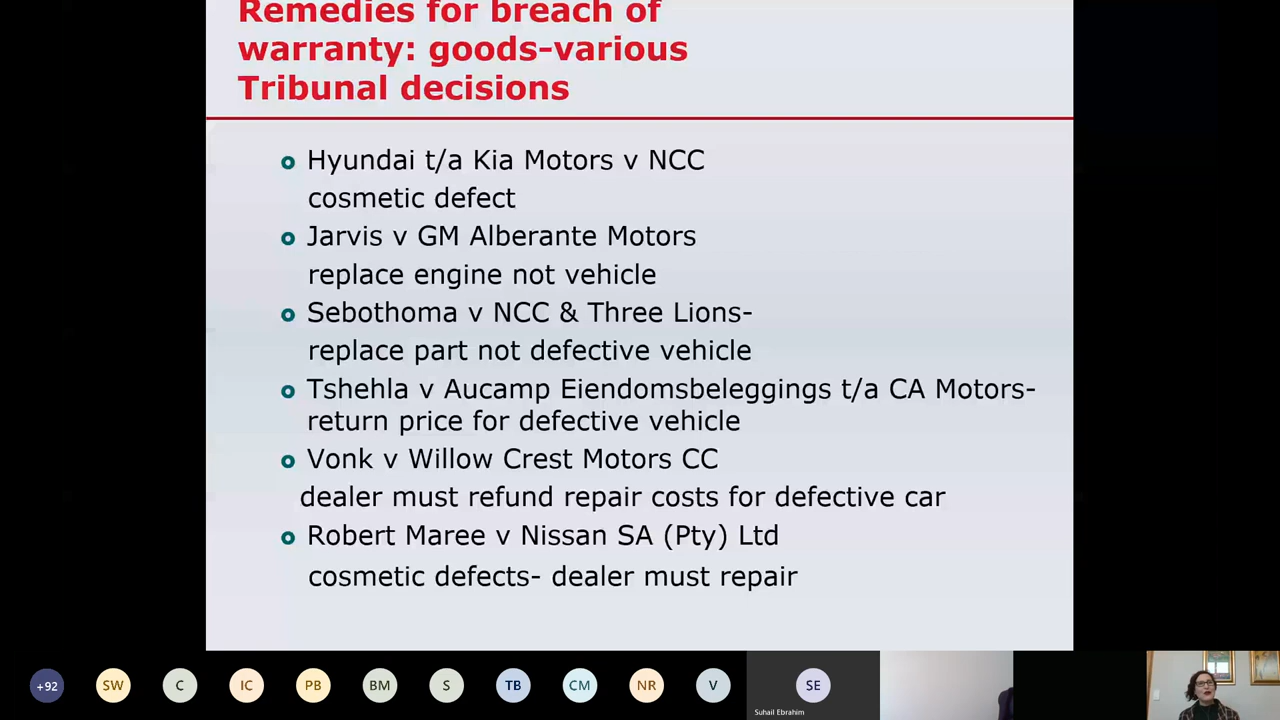 Remedies for breach of
warranty: goods-various
Tribunal decisions
Hyundai t/a Kia Motors v NCC
cosmetic defect
Jarvis v GM Alberante Motors
replace engine not vehicle
Sebothoma v NCC & Three Lions-
replace part not defective vehicle
Tshehla v Aucamp Eiendomsbeleggings t/a CA Motors-
return price for defective vehicle
Vonk v Willow Crest Motors CC
dealer must refund repair costs for defective car
Robert Maree v Nissan SA (Pty) Ltd
cosmetic defects- dealer must repair
+92 SW C IC PB BM S TB CM NR V SE
Suhail Ebrahim